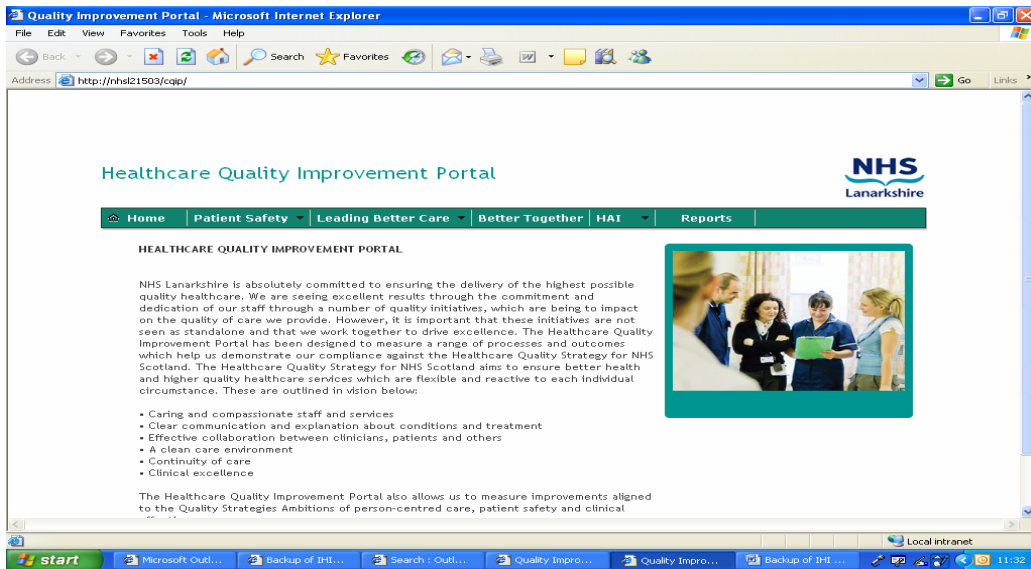 Quality Improvement Portal - Microsoft Internet Explorer
File Edit View Favorites Tools Help
Back Search Favorites
Address http://nhsl21503/cqip/ Go Links
Healthcare Quality Improvement Portal
NHS
Lanarkshire
Home Patient Safety Leading Better Care Better Together HAI Reports
HEALTHCARE QUALITY IMPROVEMENT PORTAL
NHS Lanarkshire is absolutely committed to ensuring the delivery of the highest possible
quality healthcare. We are seeing excellent results through the commitment and
dedication of our staff through a number of quality initiatives, which are being to impact
on the quality of care we provide. However, it is important that these initiatives are not
seen as standalone and that we work together to drive excellence. The Healthcare Quality
Improvement Portal has been designed to measure a range of processes and outcomes
which help us demonstrate our compliance against the Healthcare Quality Strategy for NHS
Scotland. The Healthcare Quality Strategy for NHS Scotland aims to ensure better health
and higher quality healthcare services which are flexible and reactive to each individual
circumstance. These are outlined in vision below:
• Caring and compassionate staff and services
• Clear communication and explanation about conditions and treatment
• Effective collaboration between clinicians, patients and others
• A clean care environment
• Continuity of care
• Clinical excellence
The Healthcare Quality Improvement Portal also allows us to measure improvements aligned
to the Quality Strategies Ambitions of person-centred care, patient safety and clinical
Local intranet
start Microsoft Outl... Backup of IHI ... Search : Outl... Quality Impro... Quality Impro... Backup of IHI ... 11:32